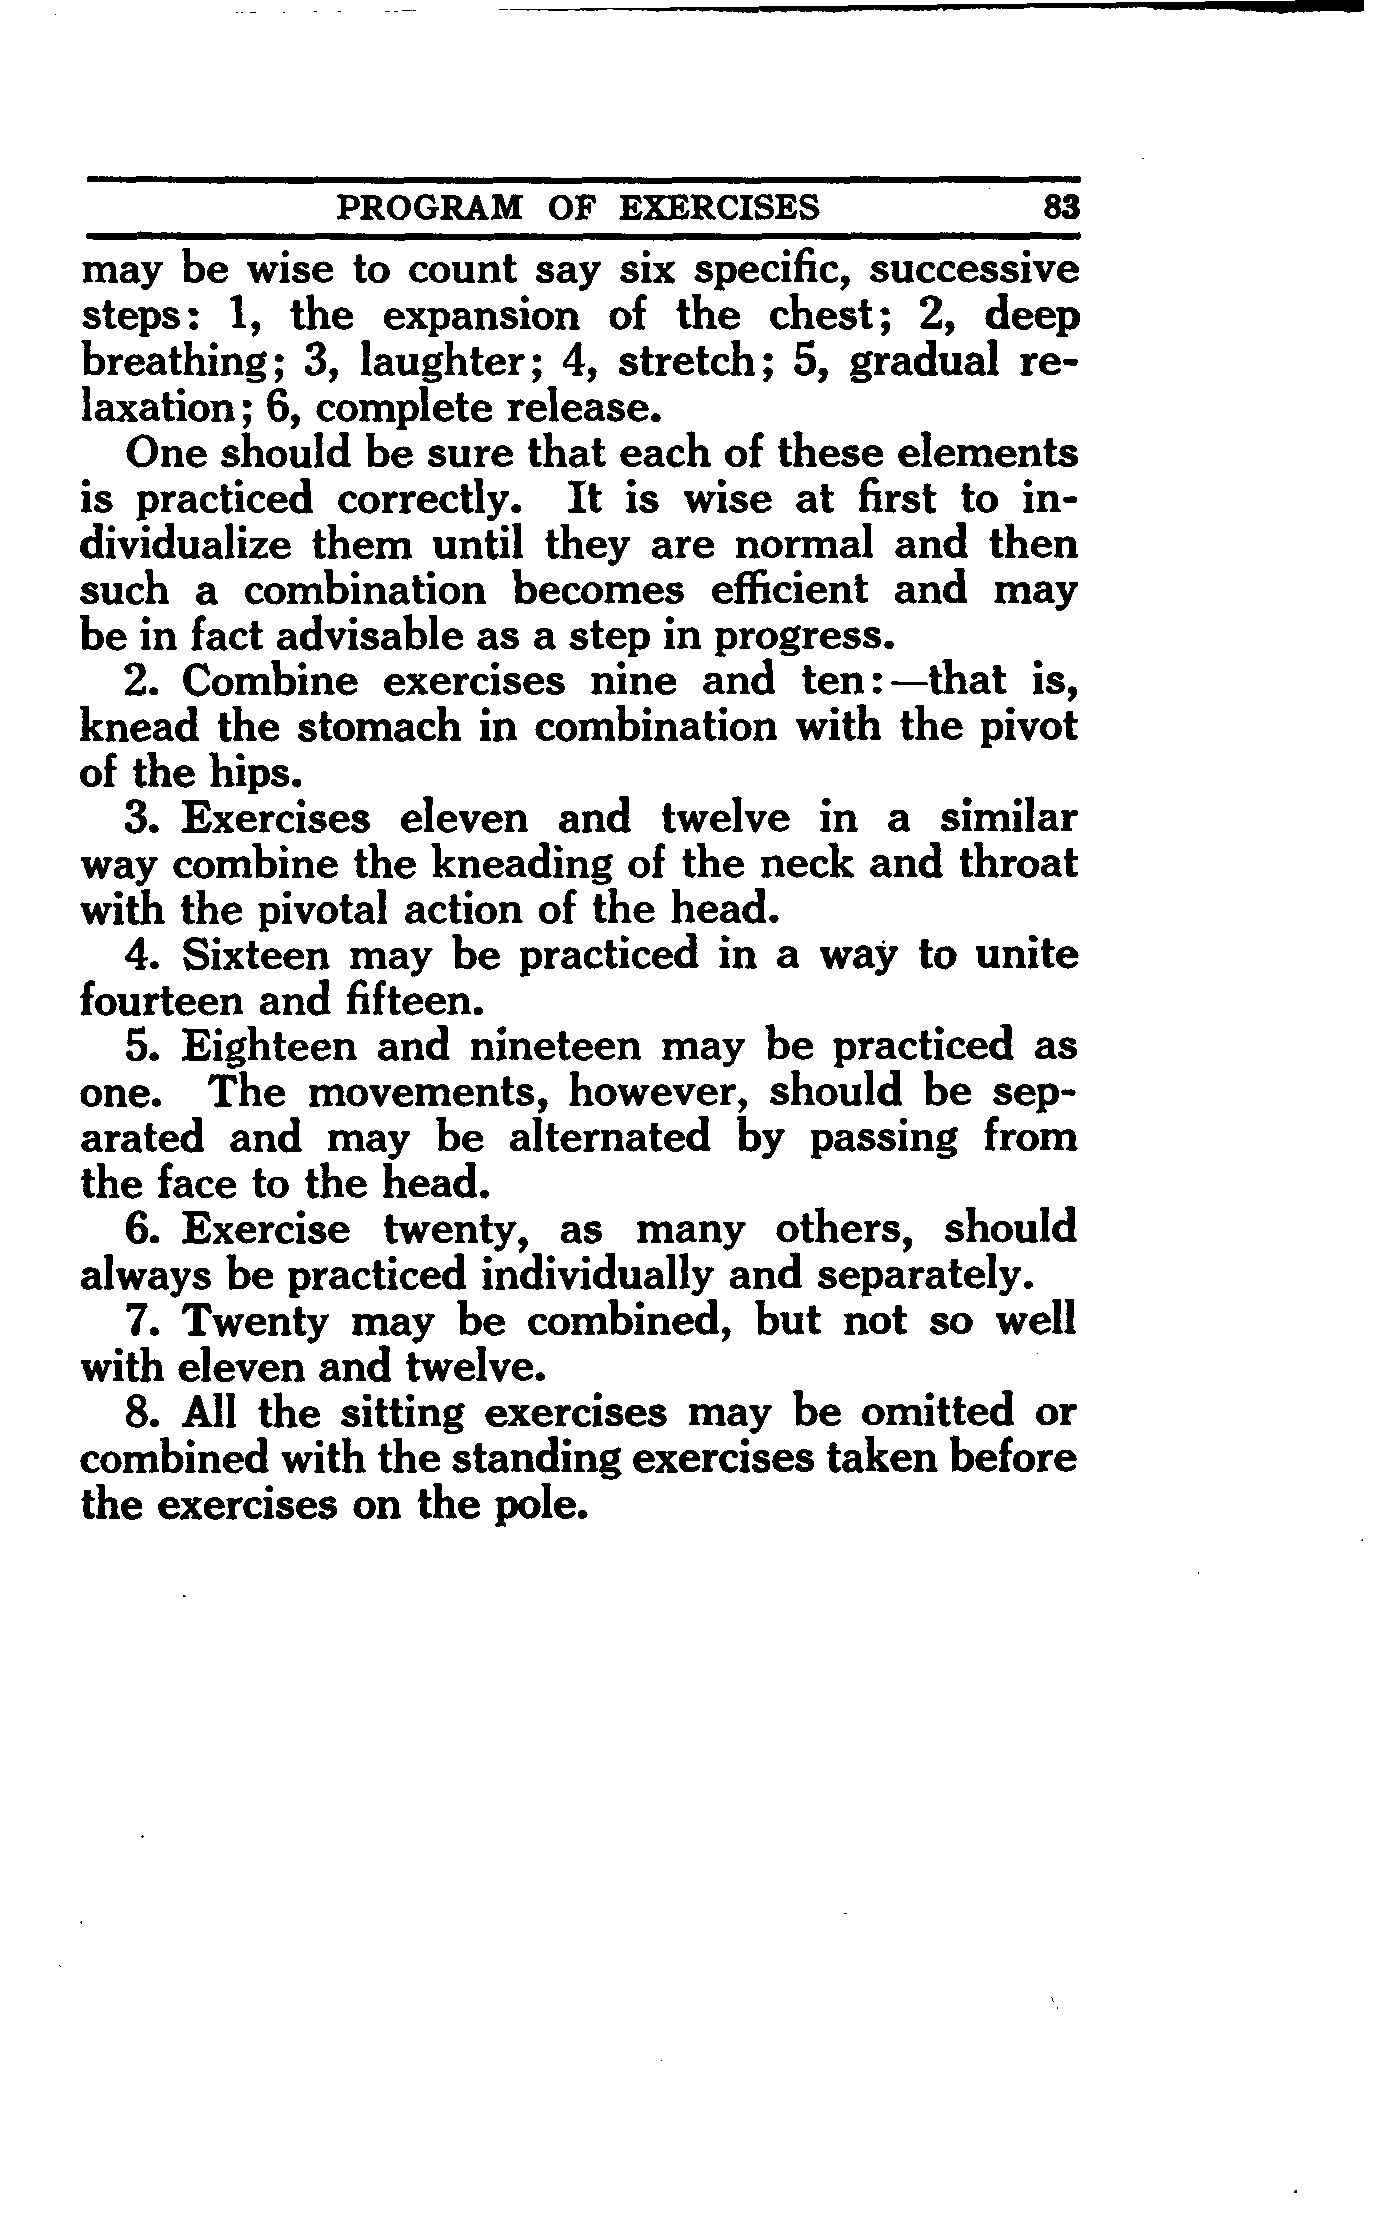 PROGRAM OF EXERCISES 83
may be wise to count say six specific, successive
steps: 1, the expansion of the chest; 2, deep
breathing; 3, laughter; 4, stretch; 5, gradual re-
laxation; 6, complete release.
One should be sure that each of these elements
is practiced correctly. It is wise at first to in-
dividualize them until they are normal and then
such a combination becomes efficient and may
be in fact advisable as a step in progress.
2. Combine exercises nine and ten:—that is,
knead the stomach in combination with the pivot
of the hips.
3. Exercises eleven and twelve in a similar
way combine the kneading of the neck and throat
with the pivotal action of the head.
4. Sixteen may be practiced in a way to unite
fourteen and fifteen.
5. Eighteen and nineteen may be practiced as
one. The movements, however, should be sep-
arated and may be alternated by passing from
the face to the head.
6. Exercise twenty, as many others, should
always be practiced individually and separately.
7. Twenty may be combined, but not so well
with eleven and twelve.
8. All the sitting exercises may be omitted or
combined with the standing exercises taken before
the exercises on the pole.